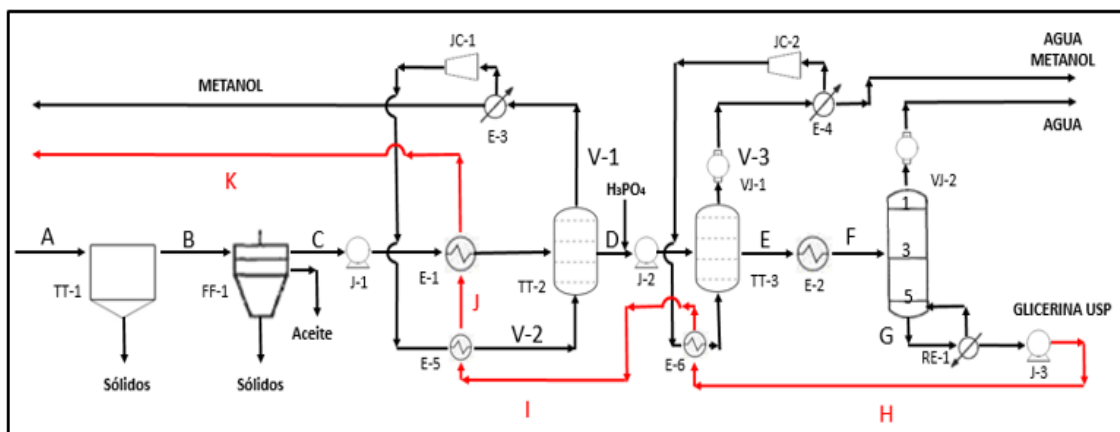 JC-1
JC-2
AGUA
METANOL
METANOL
E-3
E-4
AGUA
K
V-1
V-3
VJ-1
VJ-2
H₃PO₄
A
B
C
D
E
F
1
3
5
TT-1
FF-1
J-1
E-1
TT-2
J-2
TT-3
E-2
J
Aceite
V-2
G
GLICERINA USP
E-5
E-6
RE-1
J-3
Sólidos
Sólidos
I
H